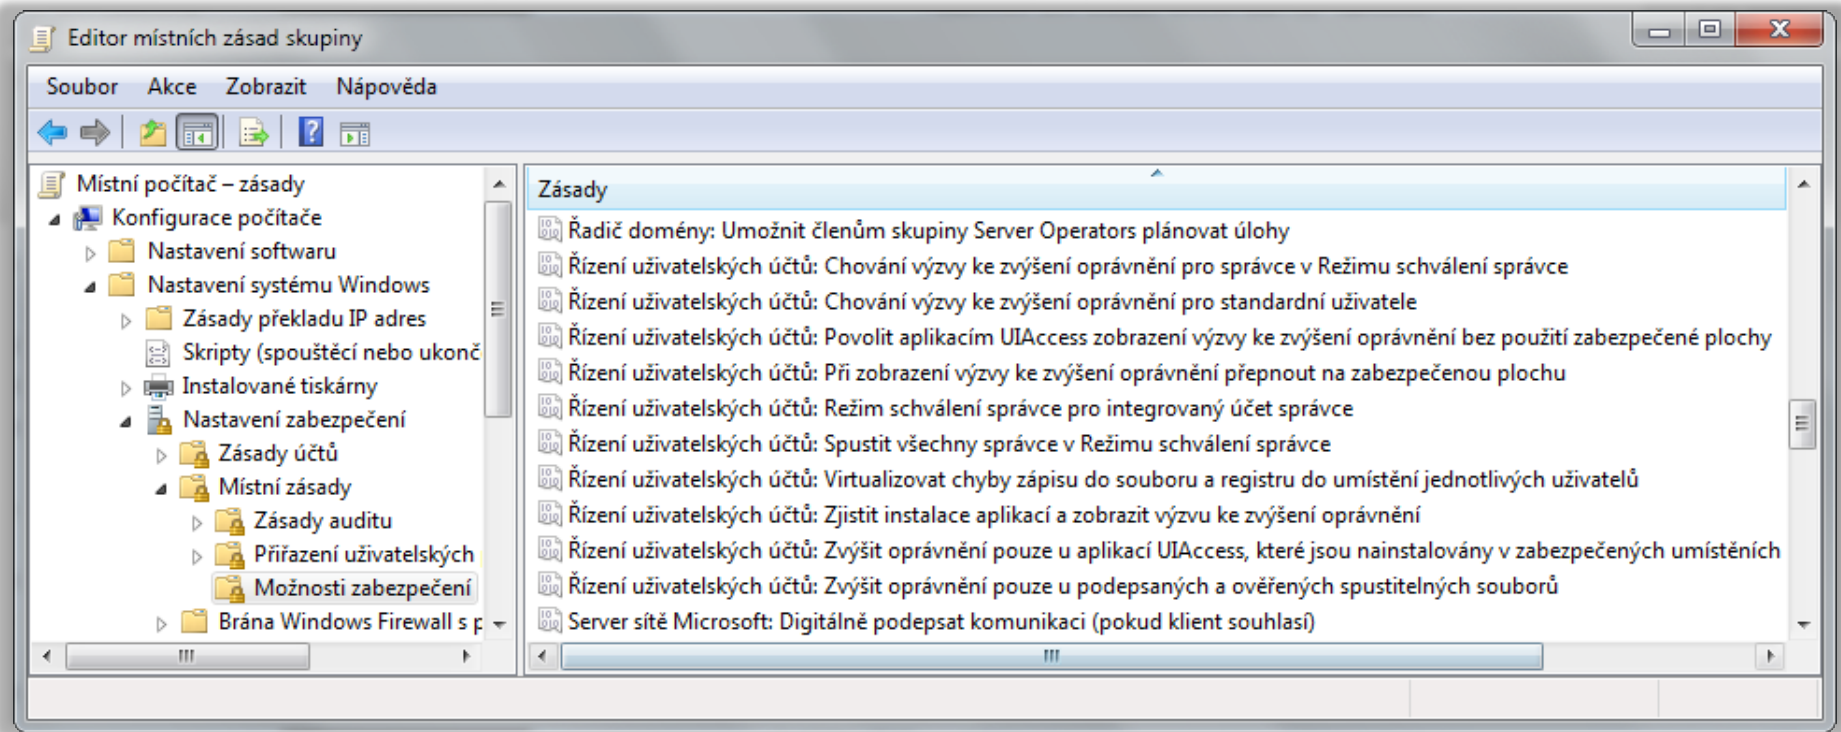 Editor místních zásad skupiny
Soubor Akce Zobrazit Nápověda
Místní počítač – zásady
Konfigurace počítače
Nastavení softwaru
Nastavení systému Windows
Zásady překladu IP adres
Skripty (spouštěcí nebo ukonč
Instalované tiskárny
Nastavení zabezpečení
Zásady účtů
Místní zásady
Zásady auditu
Přiřazení uživatelských
Možnosti zabezpečení
Brána Windows Firewall s p
Zásady
Řadič domény: Umožnit členům skupiny Server Operators plánovat úlohy
Řízení uživatelských účtů: Chování výzvy ke zvýšení oprávnění pro správce v Režimu schválení správce
Řízení uživatelských účtů: Chování výzvy ke zvýšení oprávnění pro standardní uživatele
Řízení uživatelských účtů: Povolit aplikacím UIAccess zobrazení výzvy ke zvýšení oprávnění bez použití zabezpečené plochy
Řízení uživatelských účtů: Při zobrazení výzvy ke zvýšení oprávnění přepnout na zabezpečenou plochu
Řízení uživatelských účtů: Režim schválení správce pro integrovaný účet správce
Řízení uživatelských účtů: Spustit všechny správce v Režimu schválení správce
Řízení uživatelských účtů: Virtualizovat chyby zápisu do souboru a registru do umístění jednotlivých uživatelů
Řízení uživatelských účtů: Zjistit instalace aplikací a zobrazit výzvu ke zvýšení oprávnění
Řízení uživatelských účtů: Zvýšit oprávnění pouze u aplikací UIAccess, které jsou nainstalovány v zabezpečených umístěních
Řízení uživatelských účtů: Zvýšit oprávnění pouze u podepsaných a ověřených spustitelných souborů
Server sítě Microsoft: Digitálně podepsat komunikaci (pokud klient souhlasí)